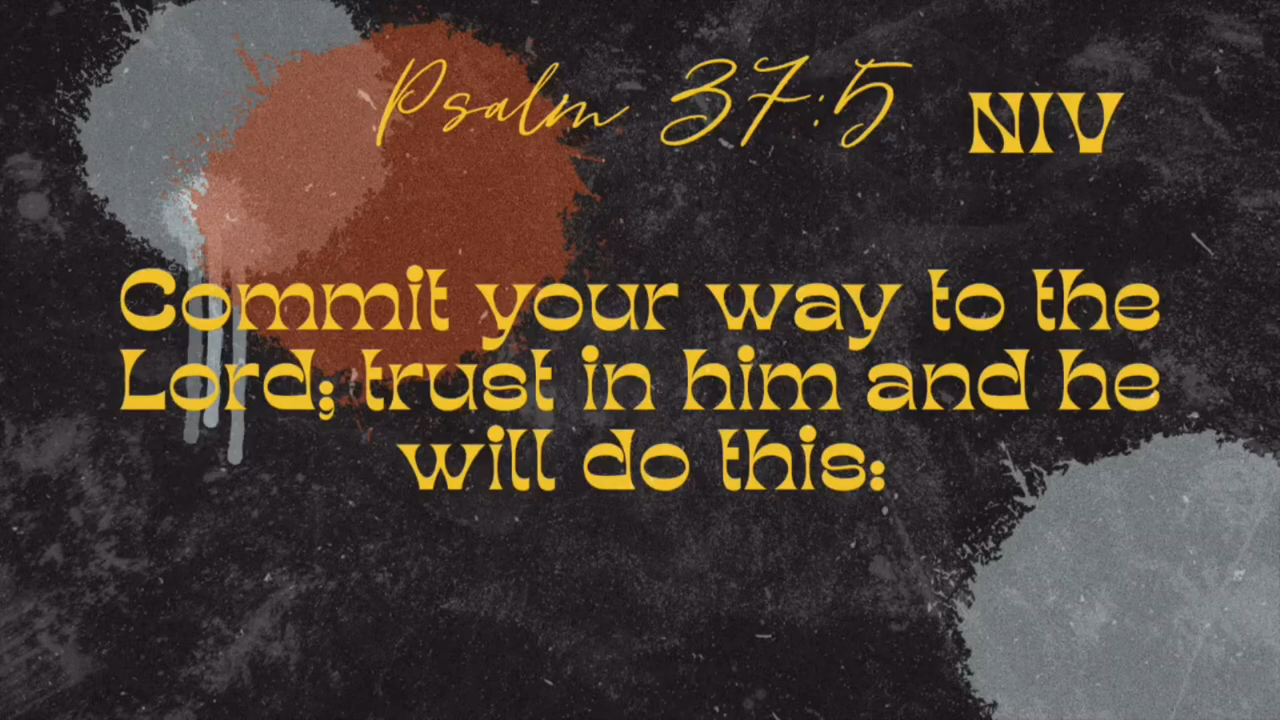 Psalm 37:5 NIV
Commit your way to the
Lord; trust in him and he
will do this: